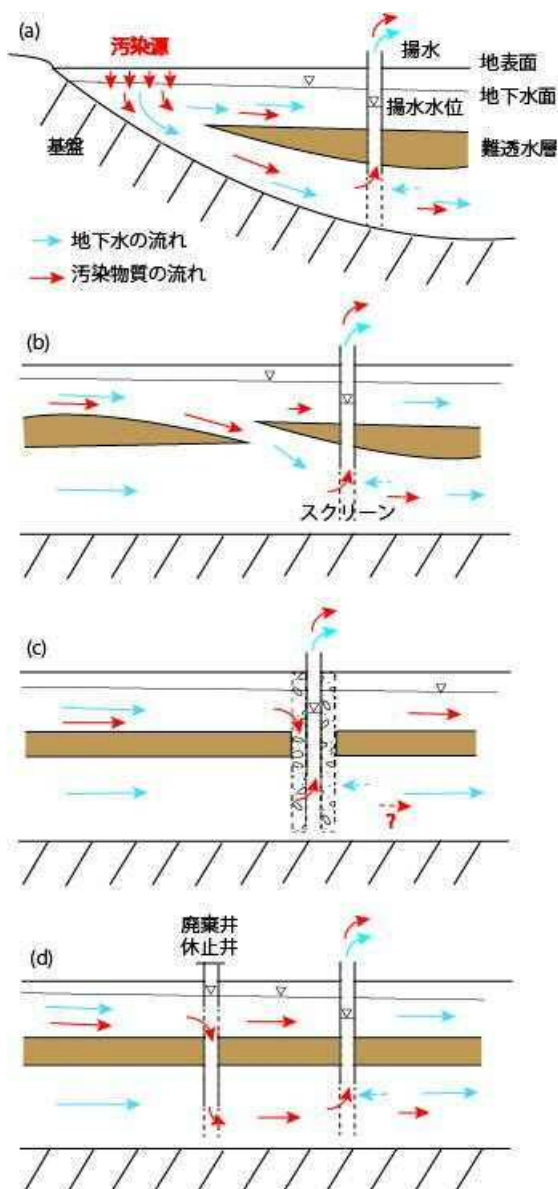 (a)
汚染源
揚水
地表面
揚水水位
地下水面
基盤
難透水層
地下水の流れ
汚染物質の流れ
(b)
スクリーン
(c)
?
(d)
廃棄井
休止井